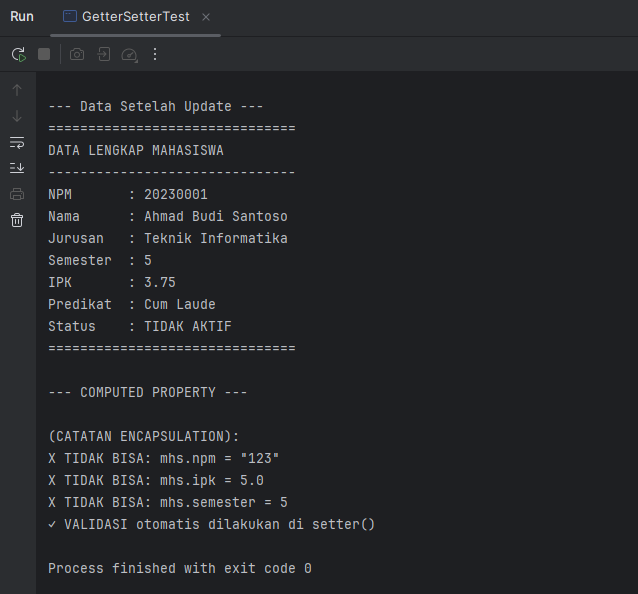 Run GetterSetterTest
--- Data Setelah Update ---
===============================
DATA LENGKAP MAHASISWA
-------------------------------
NPM       : 20230001
Nama      : Ahmad Budi Santoso
Jurusan   : Teknik Informatika
Semester  : 5
IPK       : 3.75
Predikat  : Cum Laude
Status    : TIDAK AKTIF
===============================
--- COMPUTED PROPERTY ---
(CATATAN ENCAPSULATION):
X TIDAK BISA: mhs.npm = "123"
X TIDAK BISA: mhs.ipk = 5.0
X TIDAK BISA: mhs.semester = 5
✓ VALIDASI otomatis dilakukan di setter()
Process finished with exit code 0